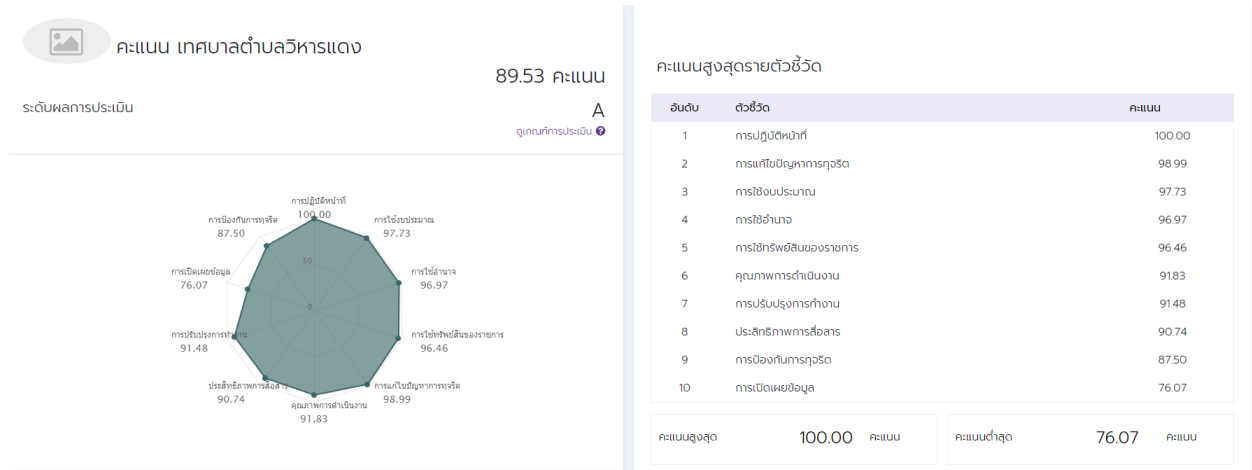 คะแนน เทศบาลตำบลวิหารแดง
89.53 คะแนน
ระดับผลการประเมิน
A
ดูเกณฑ์การประเมิน ?
การปฏิบัติหน้าที่
100.00
การป้องกันการทุจริต
87.50
การใช้งบประมาณ
97.73
50
การเปิดเผยข้อมูล
76.07
การใช้อำนาจ
96.97
0
การปรับปรุงการทำงาน
91.48
การใช้ทรัพย์สินของราชการ
96.46
ประสิทธิภาพการสื่อสาร
90.74
การแก้ไขปัญหาการทุจริต
98.99
คุณภาพการดำเนินงาน
91.83
คะแนนสูงสุดรายตัวชี้วัด
อันดับ ตัวชี้วัด คะแนน
1 การปฏิบัติหน้าที่ 100.00
2 การแก้ไขปัญหาการทุจริต 98.99
3 การใช้งบประมาณ 97.73
4 การใช้อำนาจ 96.97
5 การใช้ทรัพย์สินของราชการ 96.46
6 คุณภาพการดำเนินงาน 91.83
7 การปรับปรุงการทำงาน 91.48
8 ประสิทธิภาพการสื่อสาร 90.74
9 การป้องกันการทุจริต 87.50
10 การเปิดเผยข้อมูล 76.07
คะแนนสูงสุด 100.00 คะแนน
คะแนนต่ำสุด 76.07 คะแนน